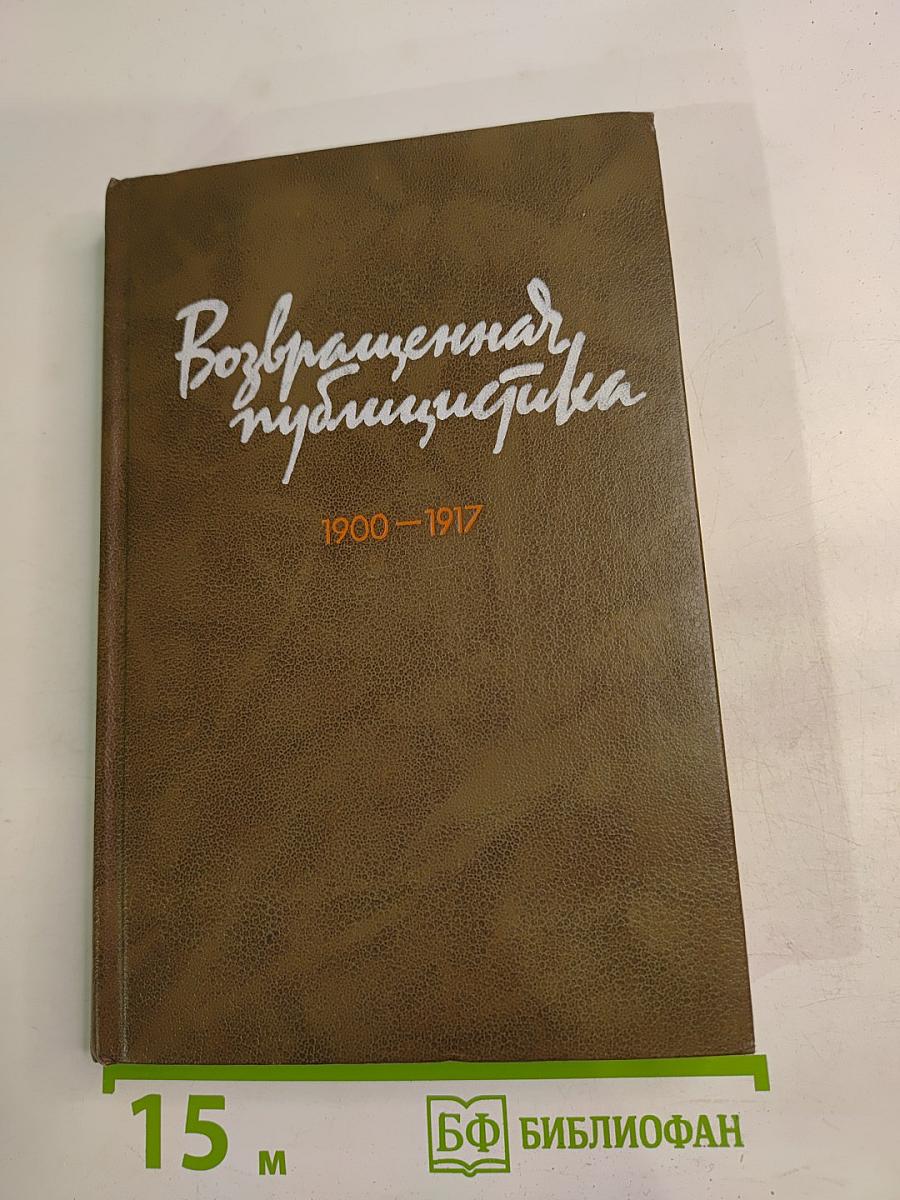 Возвращенная
публицистика
1900–1917
15 м
БФ БИБЛИОФАН